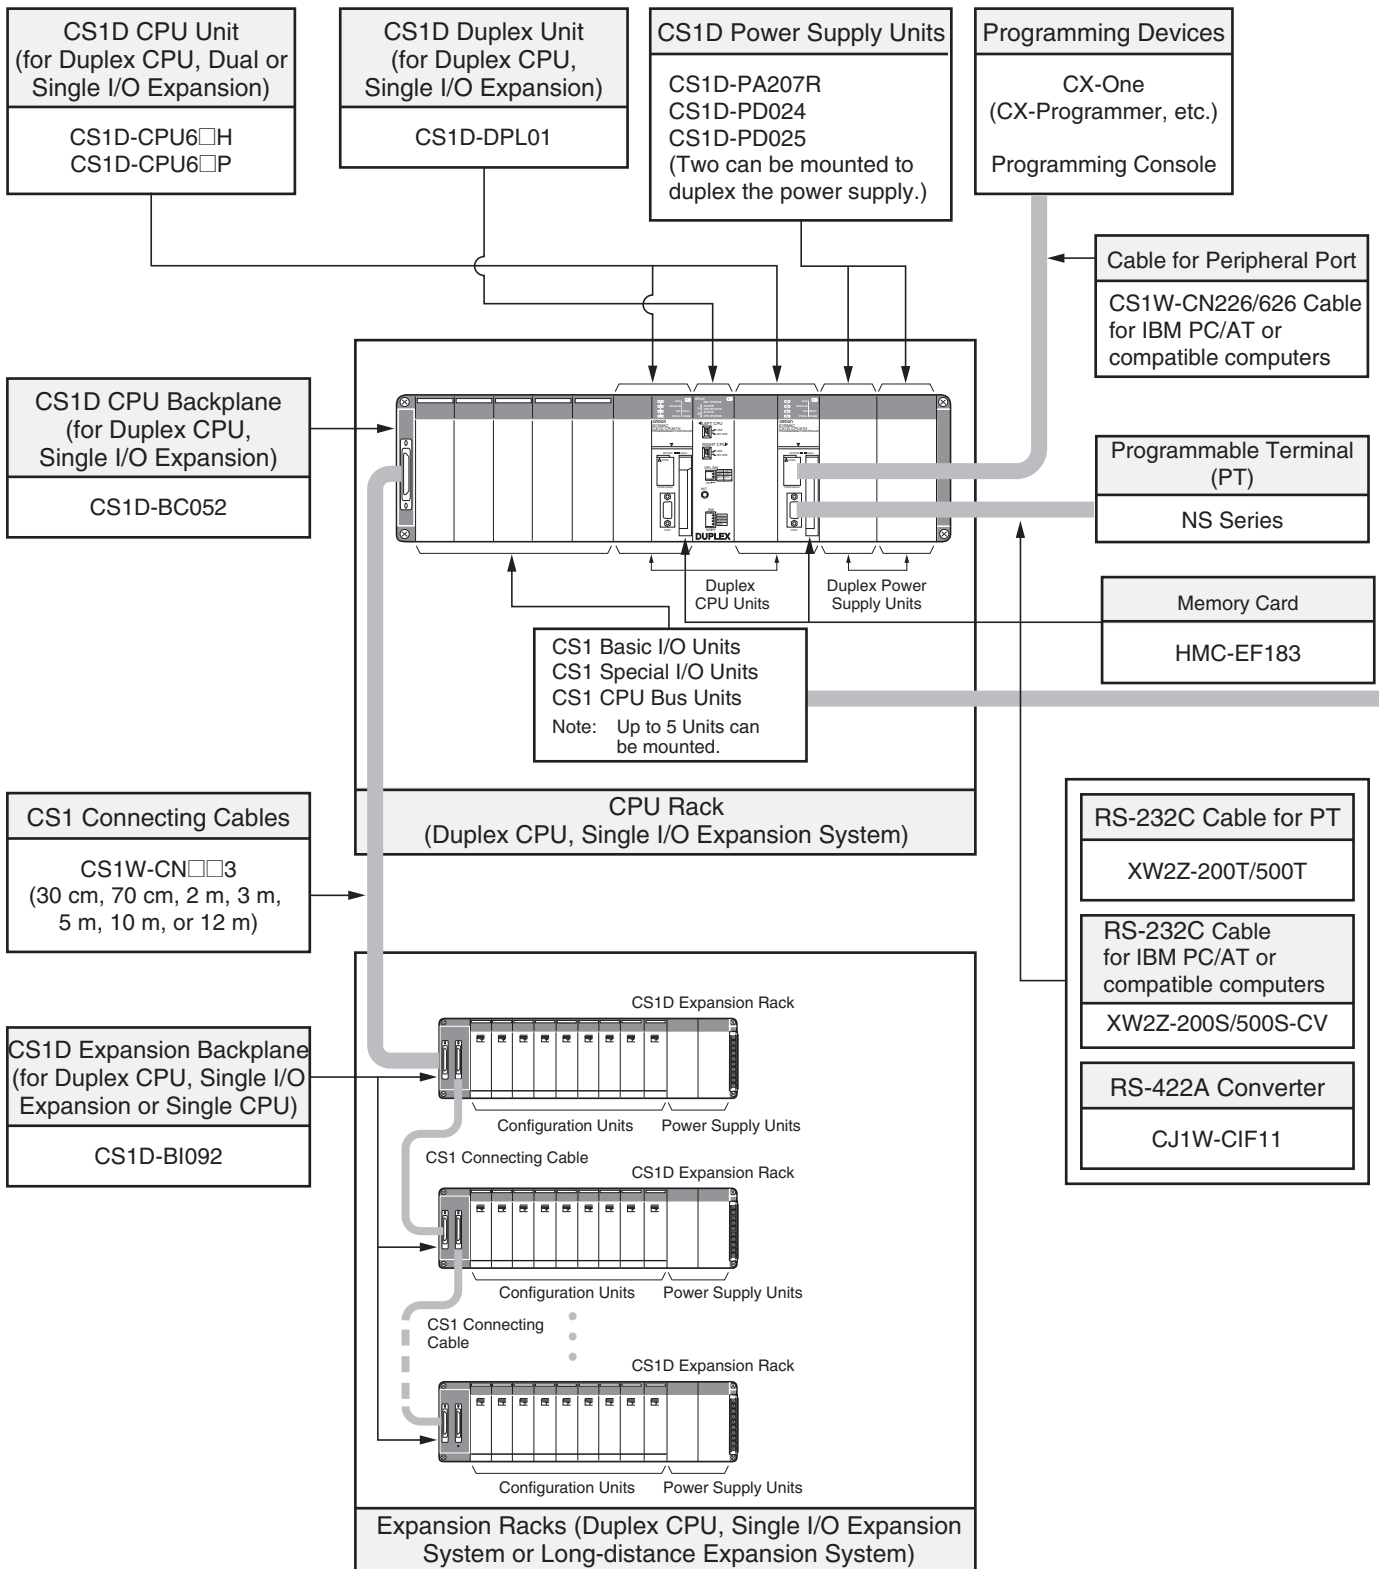 CS1D CPU Unit
(for Duplex CPU, Dual or
Single I/O Expansion)
CS1D-CPU6□H
CS1D-CPU6□P
CS1D Duplex Unit
(for Duplex CPU,
Single I/O Expansion)
CS1D-DPL01
CS1D Power Supply Units
CS1D-PA207R
CS1D-PD024
CS1D-PD025
(Two can be mounted to
duplex the power supply.)
Programming Devices
CX-One
(CX-Programmer, etc.)
Programming Console
Cable for Peripheral Port
CS1W-CN226/626 Cable
for IBM PC/AT or
compatible computers
CS1D CPU Backplane
(for Duplex CPU,
Single I/O Expansion)
CS1D-BC052
LEFT CPU
RIGHT CPU
DUPLEX
Programmable Terminal
(PT)
NS Series
Duplex
CPU Units
Duplex Power
Supply Units
Memory Card
HMC-EF183
CS1 Basic I/O Units
CS1 Special I/O Units
CS1 CPU Bus Units
Note: Up to 5 Units can
be mounted.
CPU Rack
(Duplex CPU, Single I/O Expansion System)
CS1 Connecting Cables
CS1W-CN□□3
(30 cm, 70 cm, 2 m, 3 m,
5 m, 10 m, or 12 m)
RS-232C Cable for PT
XW2Z-200T/500T
RS-232C Cable
for IBM PC/AT or
compatible computers
XW2Z-200S/500S-CV
RS-422A Converter
CJ1W-CIF11
CS1D Expansion Backplane
(for Duplex CPU, Single I/O
Expansion or Single CPU)
CS1D-BI092
CS1D Expansion Rack
Configuration Units
Power Supply Units
CS1 Connecting Cable
CS1D Expansion Rack
Configuration Units
Power Supply Units
CS1 Connecting
Cable
CS1D Expansion Rack
Configuration Units
Power Supply Units
Expansion Racks (Duplex CPU, Single I/O Expansion
System or Long-distance Expansion System)